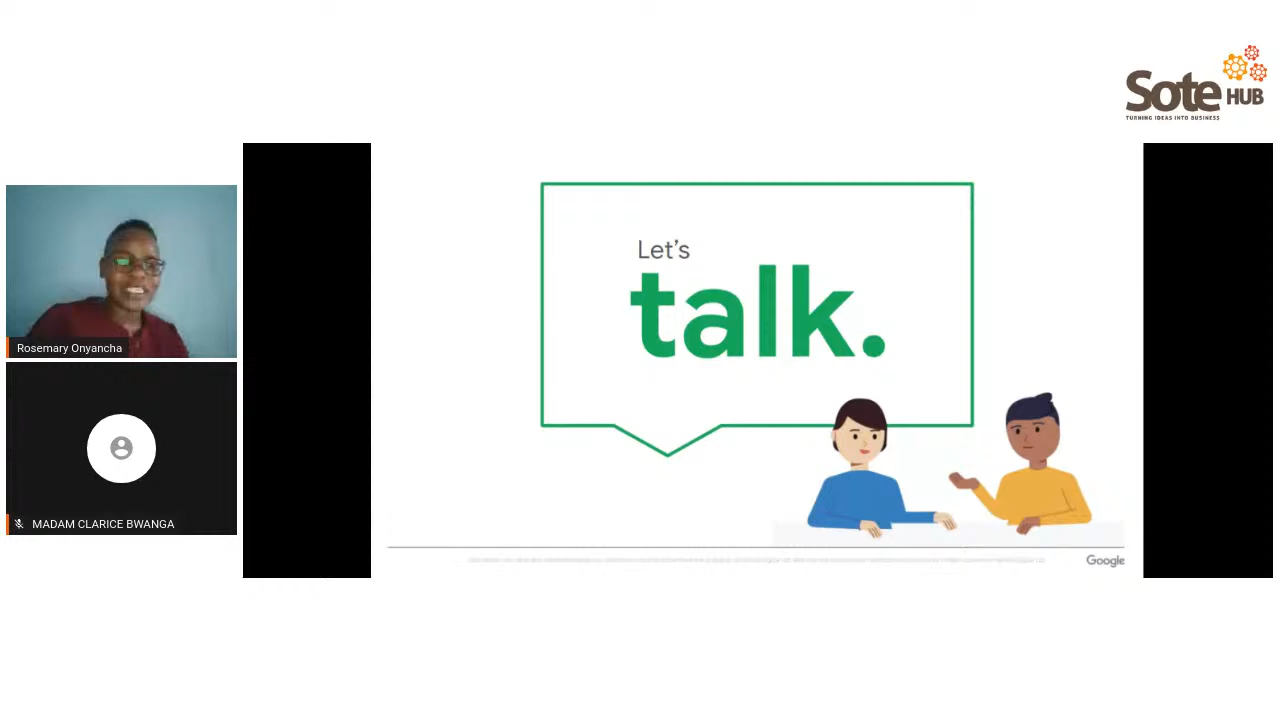 Sote HUB
TURNING IDEAS INTO BUSINESS
Let's
talk.
Rosemary Onyancha
MADAM CLARICE BWANGA
Google